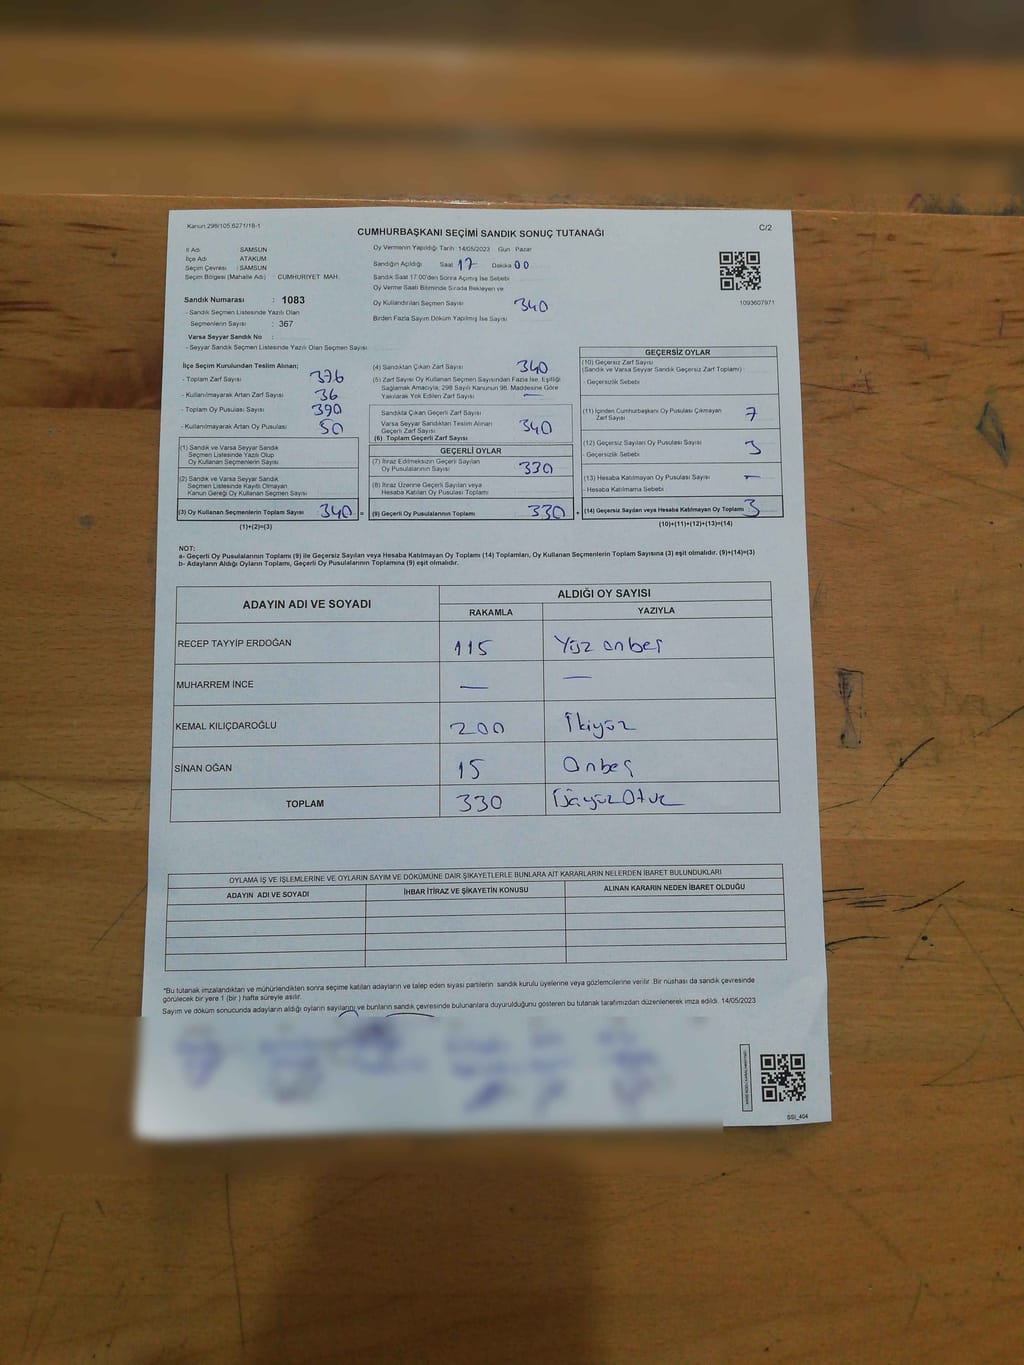 Kanun:298/105,6271/18-1
CUMHURBAŞKANI SEÇİMİ SANDIK SONUÇ TUTANAĞI
C/2
İl Adı SAMSUN
İlçe Adı ATAKUM
Seçim Çevresi : SAMSUN
Seçim Bölgesi (Mahalle Adı) : CUMHURIYET MAH.
Oy Vermenin Yapıldığı Tarih: 14/05/2023 Gün Pazar
Sandığın Açıldığı Saat 17 Dakika 00
Sandık Saat 17:00'den Sonra Açımış İse Sebebi
Oy Verme Saati Bitiminde Sırada Bekleyen ve
Oy Kullandırılan Seçmen Sayısı 340
Birden Fazla Sayım Döküm Yapılmış İse Sayısı
1093607971
Sandık Numarası : 1083
- Sandık Seçmen Listesinde Yazılı Olan
Seçmenlerin Sayısı : 367
Varsa Seyyar Sandık No :
- Seyyar Sandık Seçmen Listesinde Yazılı Olan Seçmen Sayısı:
İlçe Seçim Kurulundan Teslim Alınan;
- Toplam Zarf Sayısı 376
- Kullanılmayarak Artan Zarf Sayısı 36
- Toplam Oy Pusulası Sayısı 390
- Kullanılmayarak Artan Oy Pusulası 50
(1) Sandık ve Varsa Seyyar Sandık
Seçmen Listesinde Yazılı Olup
Oy Kullanan Seçmenlerin Sayısı
(2) Sandık ve Varsa Seyyar Sandık
Seçmen Listesinde Kayıtlı Olmayan
Kanun Gereği Oy Kullanan Seçmen Sayısı
(3) Oy Kullanan Seçmenlerin Toplam Sayısı 340 =
(1)+(2)=(3)
(4) Sandıktan Çıkan Zarf Sayısı 340
(5) Zarf Sayısı Oy Kullanan Seçmen Sayısından Fazla İse, Eşitliği
Sağlamak Amacıyla, 298 Sayılı Kanunun 98. Maddesine Göre
Yakılarak Yok Edilen Zarf Sayısı —
Sandıkta Çıkan Geçerli Zarf Sayısı
Varsa Seyyar Sandıktan Teslim Alınan
Geçerli Zarf Sayısı 340
(6) Toplam Geçerli Zarf Sayısı
GEÇERLİ OYLAR
(7) İtiraz Edilmeksizin Geçerli Sayılan
Oy Pusulalarının Sayısı 330
(8) İtiraz Üzerine Geçerli Sayılan veya
Hesaba Katılan Oy Pusulası Toplamı
(9) Geçerli Oy Pusulalarının Toplamı 330 +
GEÇERSİZ OYLAR
(10) Geçersiz Zarf Sayısı
(Sandık ve Varsa Seyyar Sandık Geçersiz Zarf Toplamı)
- Geçersizlik Sebebi
(11) İçinden Cumhurbaşkanı Oy Pusulası Çıkmayan
Zarf Sayısı 7
(12) Geçersiz Sayılan Oy Pusulası Sayısı 3
- Geçersizlik Sebebi
(13) Hesaba Katılmayan Oy Pusulası Sayısı —
- Hesaba Katılmama Sebebi
(14) Geçersiz Sayılan veya Hesaba Katılmayan Oy Toplamı 3
(10)+(11)+(12)+(13)=(14)
NOT:
a- Geçerli Oy Pusulalarının Toplamı (9) ile Geçersiz Sayılan veya Hesaba Katılmayan Oy Toplamı (14) Toplamları, Oy Kullanan Seçmenlerin Toplam Sayısına (3) eşit olmalıdır. (9)+(14)=(3)
b- Adayların Aldığı Oyların Toplamı, Geçerli Oy Pusulalarının Toplamına (9) eşit olmalıdır.
ADAYIN ADI VE SOYADI
ALDIĞI OY SAYISI
RAKAMLA YAZIYLA
RECEP TAYYİP ERDOĞAN 115 Yüz onbeş
MUHARREM İNCE — —
KEMAL KILIÇDAROĞLU 200 İkiyüz
SİNAN OĞAN 15 Onbeş
TOPLAM 330 Üçyüz Otuz
OYLAMA İŞ VE İŞLEMLERİNE VE OYLARIN SAYIM VE DÖKÜMÜNE DAİR ŞİKAYETLERLE BUNLARA AİT KARARLARIN NELERDEN İBARET BULUNDUKLARI
ADAYIN ADI VE SOYADI İHBAR İTİRAZ VE ŞİKAYETİN KONUSU ALINAN KARARIN NEDEN İBARET OLDUĞU
*Bu tutanak imzalandıktan ve mühürlendikten sonra seçime katılan adayların ve talep eden siyasi partilerin sandık kurulu üyelerine veya gözlemcilerine verilir. Bir nüshası da sandık çevresinde
görülecek bir yere 1 (bir ) hafta süreyle asılır.
Sayım ve döküm sonucunda adayların aldığı oyların sayılarını ve bunların sandık çevresinde bulunanlara duyurulduğunu gösteren bu tutanak tarafımızdan düzenlenerek imza edildi. 14/05/2023
SSI_404